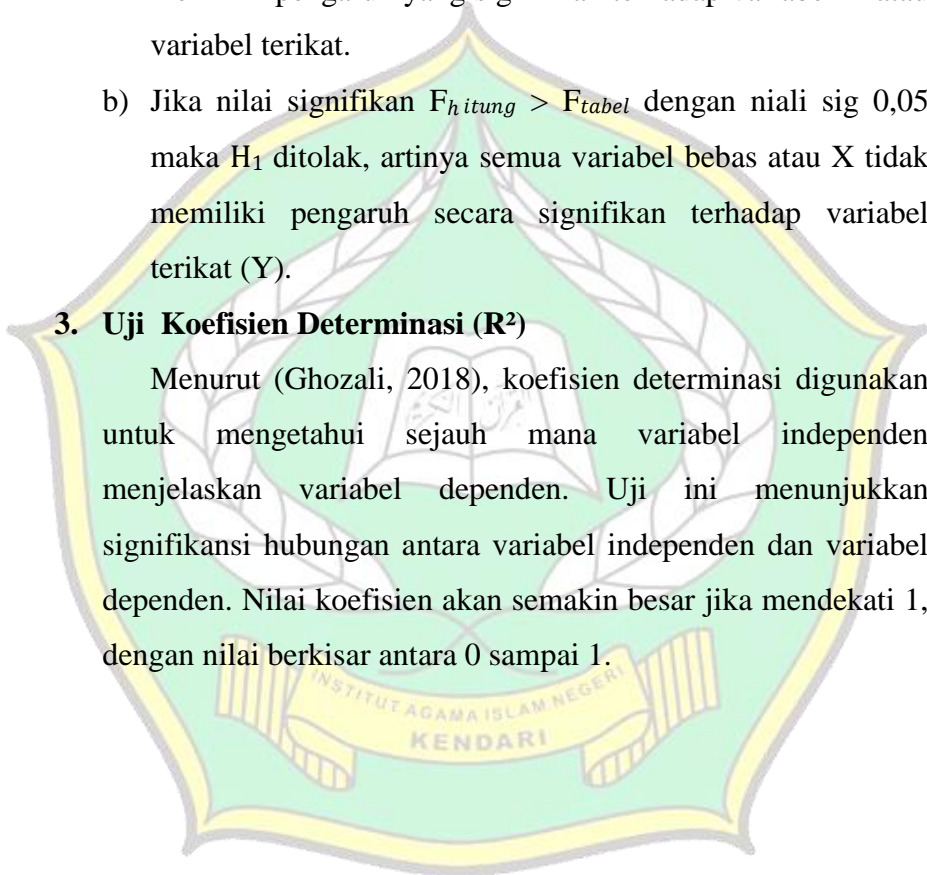 variabel terikat.
b) Jika nilai signifikan Fhitung > Ftabel dengan niali sig 0,05
maka H₁ ditolak, artinya semua variabel bebas atau X tidak
memiliki pengaruh secara signifikan terhadap variabel
terikat (Y).
3. Uji Koefisien Determinasi (R²)
Menurut (Ghozali, 2018), koefisien determinasi digunakan
untuk mengetahui sejauh mana variabel independen
menjelaskan variabel dependen. Uji ini menunjukkan
signifikansi hubungan antara variabel independen dan variabel
dependen. Nilai koefisien akan semakin besar jika mendekati 1,
dengan nilai berkisar antara 0 sampai 1.
INSTITUT AGAMA ISLAM NEGERI
KENDARI